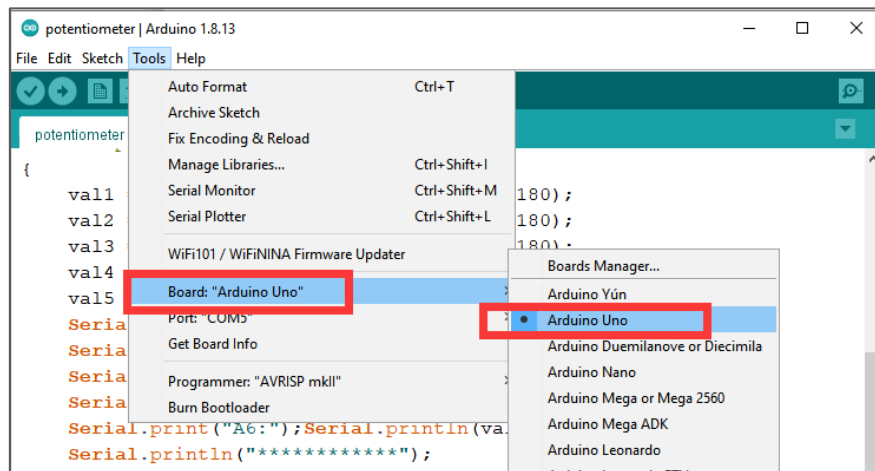 potentiometer | Arduino 1.8.13
File Edit Sketch Tools Help
Auto Format Ctrl+T
Archive Sketch
potentiometer
Fix Encoding & Reload
{
Manage Libraries... Ctrl+Shift+I
val1 180);
Serial Monitor Ctrl+Shift+M
val2 180);
Serial Plotter Ctrl+Shift+L
val3 180);
WiFi101 / WiFiNINA Firmware Updater
val4
Boards Manager...
Board: "Arduino Uno"
val5
Arduino Yún
Port: "COM5"
Seria
Arduino Uno
Get Board Info
Seria
Arduino Duemilanove or Diecimila
Seria
Arduino Nano
Programmer: "AVRISP mkII"
Seria
Arduino Mega or Mega 2560
Burn Bootloader
Serial.print("A6:");Serial.println(va
Arduino Mega ADK
Serial.println("************");
Arduino Leonardo